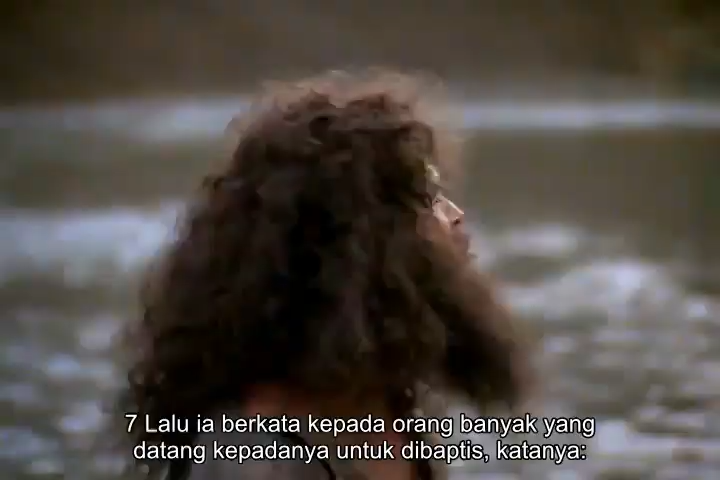 7 Lalu ia berkata kepada orang banyak yang
datang kepadanya untuk dibaptis, katanya: